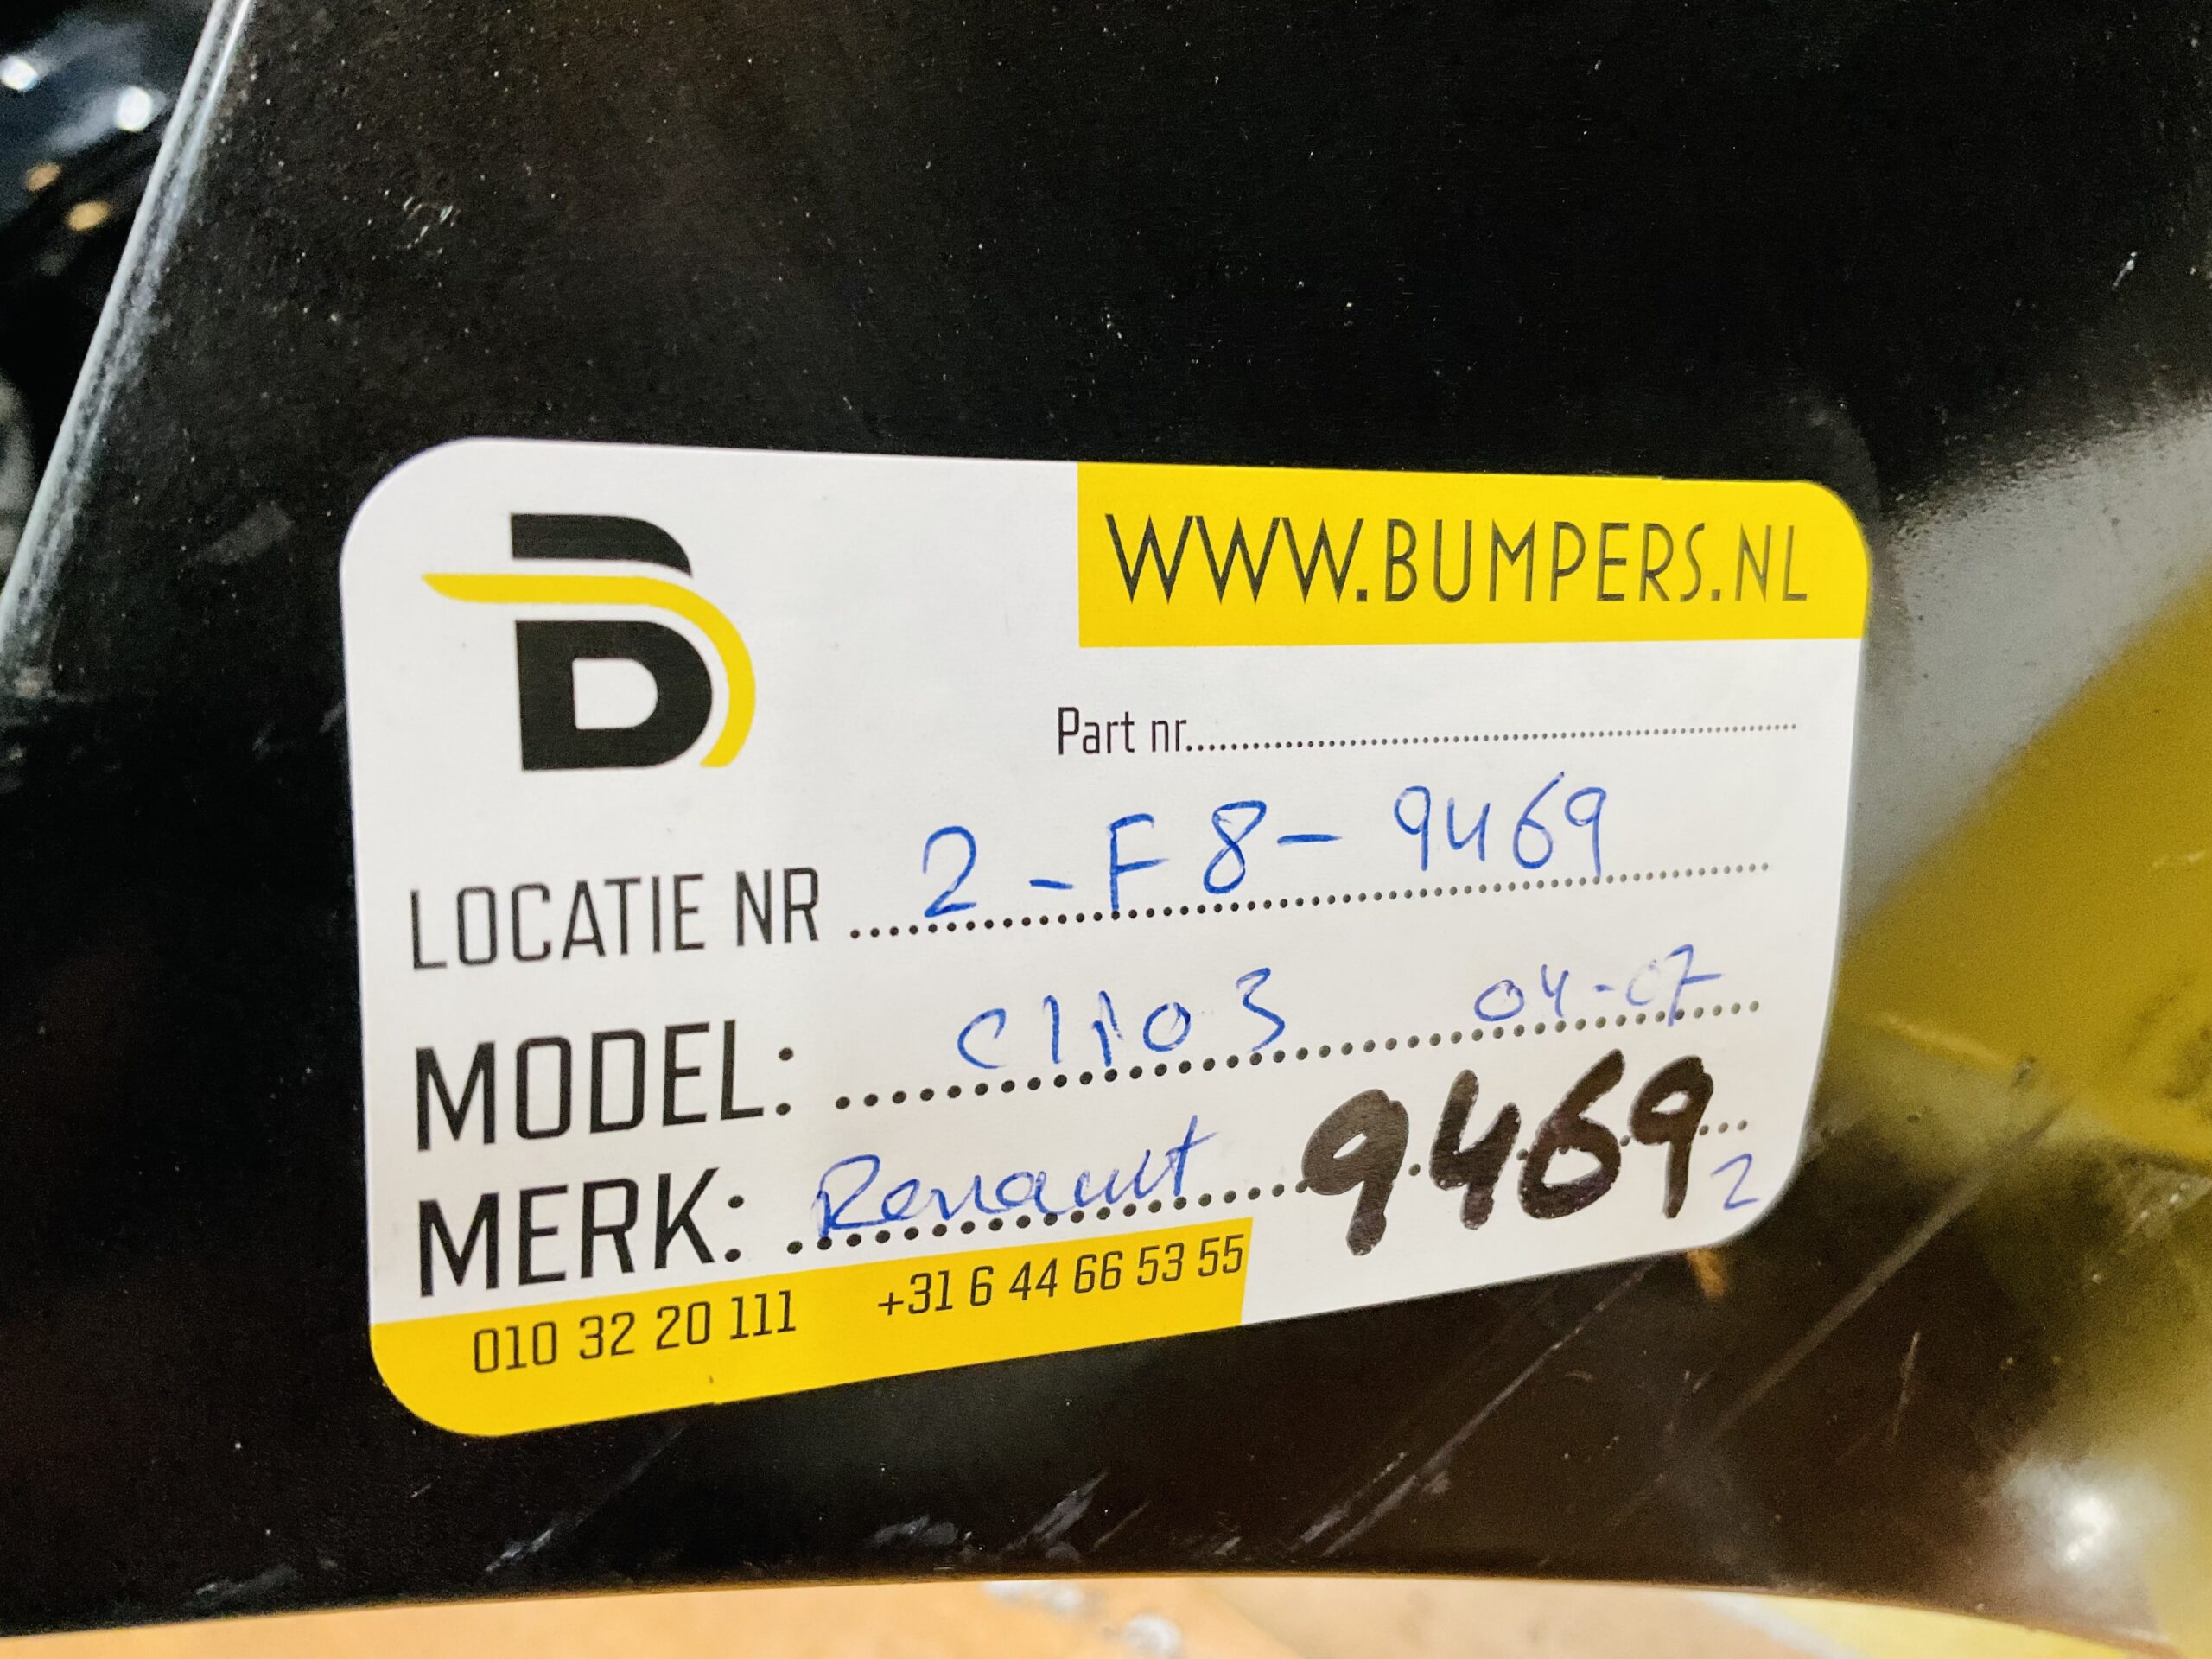 WWW.BUMPERS.NL
Part nr..........................................................
LOCATIE NR 2-F8-9469
MODEL: Clio 3 04-07
MERK: Renault 9469 2
010 32 20 111 +31 6 44 66 53 55